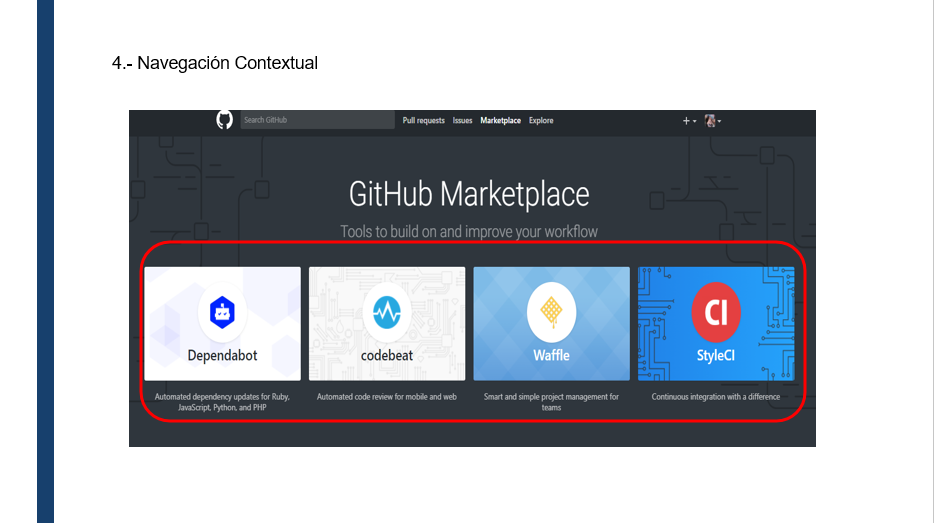 4.- Navegación Contextual
Search GitHub Pull requests Issues Marketplace Explore
GitHub Marketplace
Tools to build on and improve your workflow
Dependabot
Automated dependency updates for Ruby,
JavaScript, Python, and PHP
codebeat
Automated code review for mobile and web
Waffle
Smart and simple project management for
teams
CI
StyleCI
Continuous integration with a difference